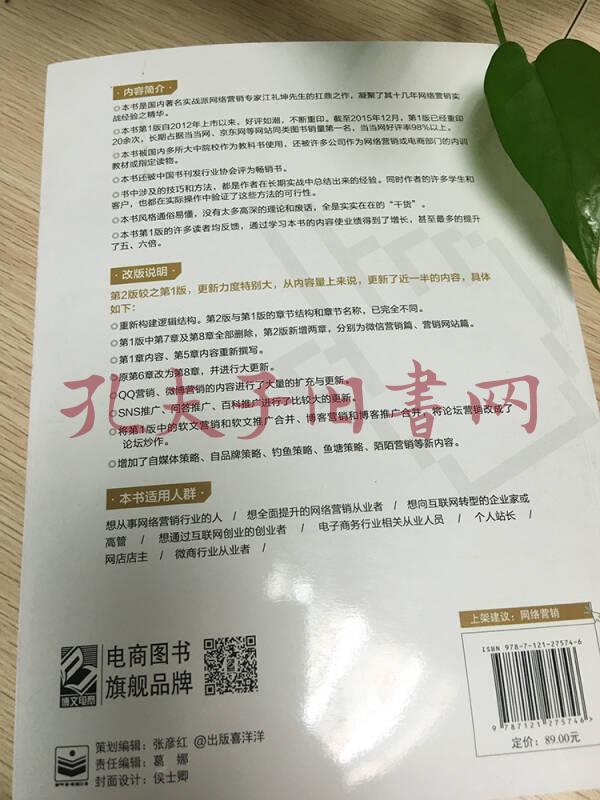 内容简介
◎本书是国内著名实战派网络营销专家江礼坤先生的扛鼎之作，凝聚了其十几年网络营销实
战经验之精华。
◎本书第1版自2012年上市以来，好评如潮，不断重印。截至2015年12月，第1版已经重印
20余次，长期占据当当网、京东网等网站同类图书销量第一名，当当网好评率98%以上。
◎本书被国内多所大中院校作为教科书使用，还被许多公司作为网络营销或电商部门的内训
教材或指定读物。
◎本书还被中国书刊发行业协会评为畅销书。
◎书中涉及的技巧和方法，都是作者在长期实战中总结出来的经验。同时作者的许多学生和
客户，也都在实际操作中验证了这些方法的可行性。
◎本书风格通俗易懂，没有太多高深的理论和废话，全是实实在在的“干货”。
◎本书第1版的许多读者均反馈，通过学习本书的内容使业绩得到了增长，甚至最多的提升
了五、六倍。
改版说明
第2版较之第1版，更新力度特别大，从内容量上来说，更新了近一半的内容，具体
如下：
◎重新构建逻辑结构。第2版与第1版的章节结构和章节名称，已完全不同。
◎第1版中第7章及第8章全部删除，第2版新增两章，分别为微信营销篇、营销网站篇。
◎第1章内容、第5章内容重新撰写。
◎原第6章改为第8章，并进行大更新。
◎QQ营销、微博营销的内容进行了大量的扩充与更新。
◎SNS推广、问答推广、百科推广进行了比较大的更新。
◎将第1版中的软文营销和软文推广合并、博客营销和博客推广合并，将论坛营销改成了
论坛炒作。
◎增加了自媒体策略、自品牌策略、钓鱼策略、鱼塘策略、陌陌营销等新内容。
孔夫子旧书网
本书适用人群
想从事网络营销行业的人 / 想全面提升的网络营销从业者 / 想向互联网转型的企业家或
高管 / 想通过互联网创业的创业者 / 电子商务行业相关从业人员 / 个人站长 /
网店店主 / 微商行业从业者 /
上架建议：网络营销
ISBN 978-7-121-27574-6
9 787121 275746
定价：89.00元
博文电商
电商图书
旗舰品牌
策划编辑：张彦红 @出版喜洋洋
责任编辑：葛 娜
封面设计：侯士卿